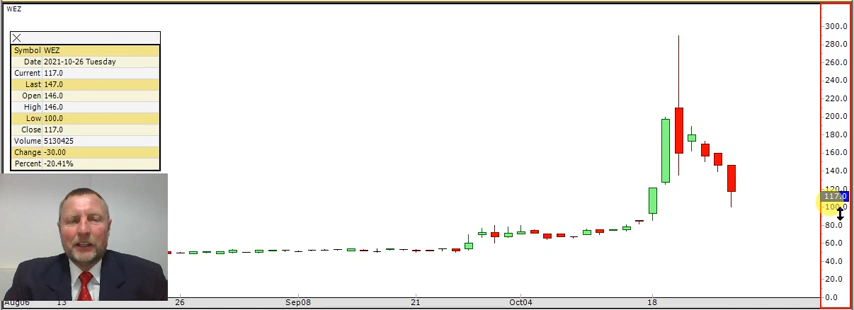 WEZ
Symbol WEZ
Date 2021-10-26 Tuesday
Current 117.0
Last 147.0
Open 146.0
High 146.0
Low 100.0
Close 117.0
Volume 5130425
Change -30.00
Percent -20.41%
300.0
280.0
260.0
240.0
220.0
200.0
180.0
160.0
140.0
120.0
117.0
100.0
80.0
60.0
40.0
20.0
0.0
Aug06 13 26 Sep08 21 Oct04 18